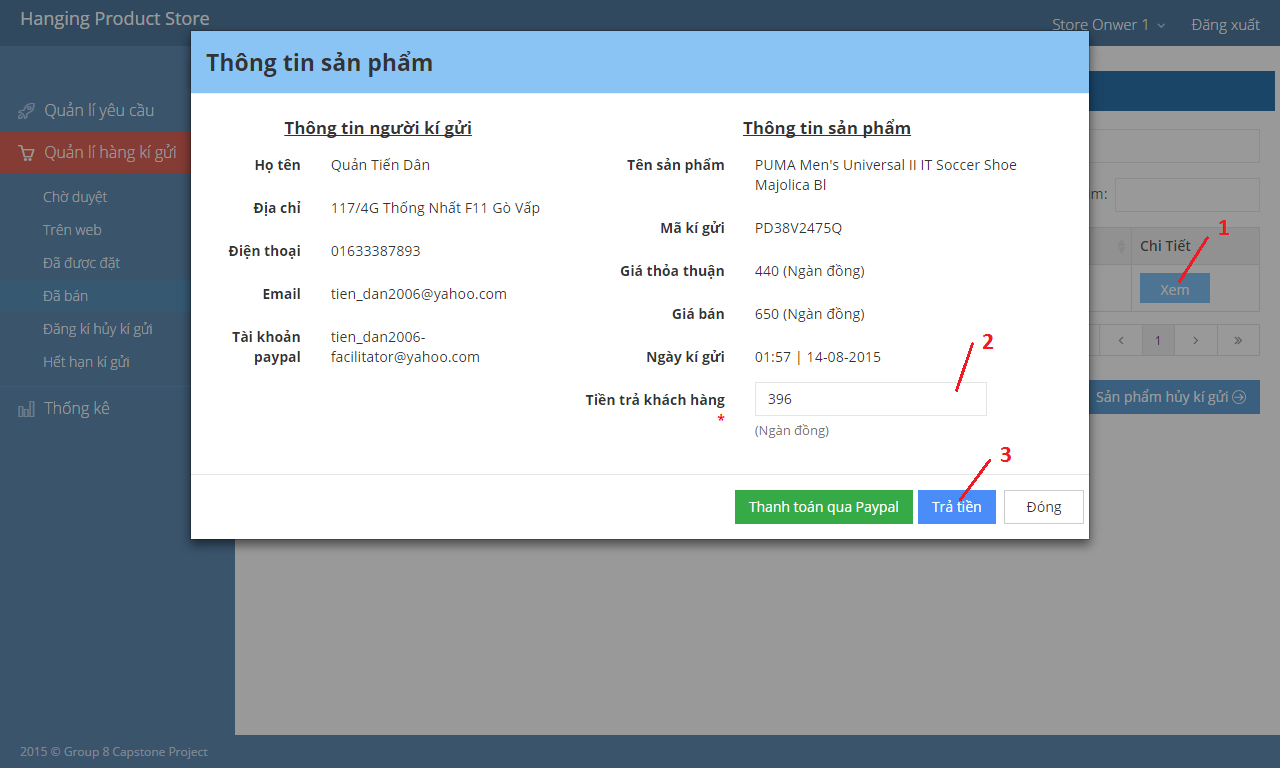 Hanging Product Store
Store Onwer 1
Đăng xuất
Thông tin sản phẩm
Quản lí yêu cầu
Quản lí hàng kí gửi
Chờ duyệt
Trên web
Đã được đặt
Đã bán
Đăng kí hủy kí gửi
Hết hạn kí gửi
Thống kê
Thông tin người kí gửi
Họ tên Quản Tiến Dân
Địa chỉ 117/4G Thống Nhất F11 Gò Vấp
Điện thoại 01633387893
Email tien_dan2006@yahoo.com
Tài khoản tien_dan2006-
paypal facilitator@yahoo.com
Thông tin sản phẩm
Tên sản phẩm PUMA Men's Universal II IT Soccer Shoe
Majolica Bl
Mã kí gửi PD38V2475Q
Giá thỏa thuận 440 (Ngàn đồng)
Giá bán 650 (Ngàn đồng)
Ngày kí gửi 01:57 | 14-08-2015
Tiền trả khách hàng 396
*
(Ngàn đồng)
Thanh toán qua Paypal
Trả tiền
Đóng
1
2
3
Chi Tiết
Xem
‹ 1 › »
Sản phẩm hủy kí gửi
2015 © Group 8 Capstone Project